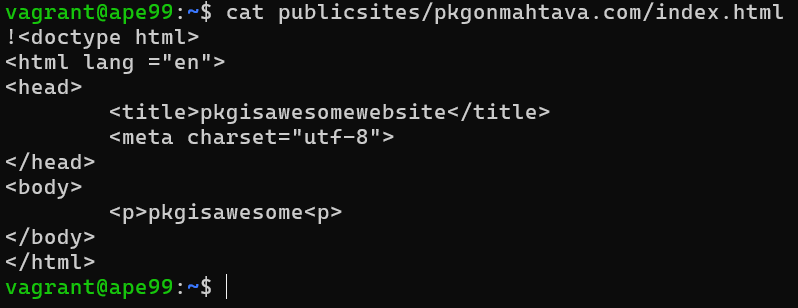 vagrant@ape99:~$ cat publicsites/pkgonmahtava.com/index.html
!<doctype html>
<html lang ="en">
<head>
        <title>pkgisawesomewebsite</title>
        <meta charset="utf-8">
</head>
<body>
        <p>pkgisawesome<p>
</body>
</html>
vagrant@ape99:~$